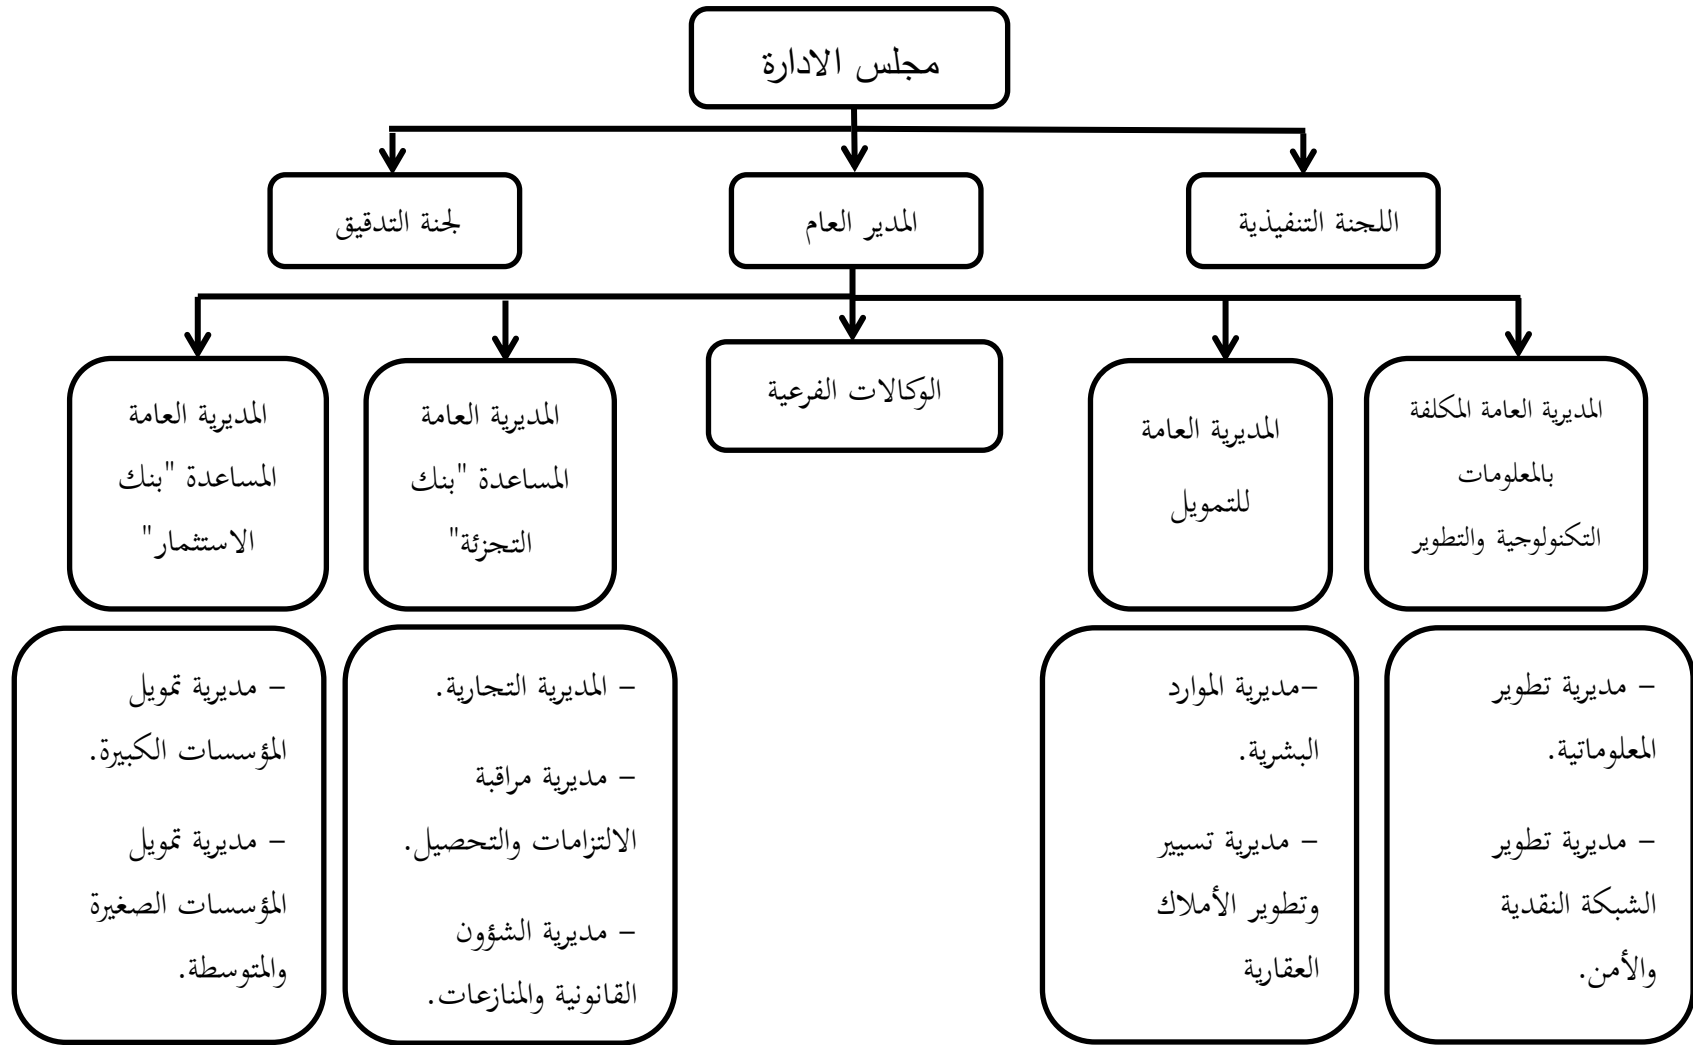 مجلس الادارة
اللجنة التنفيذية
المدير العام
لجنة التدقيق
المديرية العامة المكلفة
بالمعلومات
التكنولوجية والتطوير
المديرية العامة
للتمويل
الوكالات الفرعية
المديرية العامة
المساعدة "بنك
التجزئة"
المديرية العامة
المساعدة "بنك
الاستثمار"
– مديرية تطوير
المعلوماتية.
– مديرية تطوير
الشبكة النقدية
والأمن.
–مديرية الموارد
البشرية.
– مديرية تسيير
وتطوير الأملاك
العقارية
– المديرية التجارية.
– مديرية مراقبة
الالتزامات والتحصيل.
– مديرية الشؤون
القانونية والمنازعات.
– مديرية تمويل
المؤسسات الكبيرة.
– مديرية تمويل
المؤسسات الصغيرة
والمتوسطة.